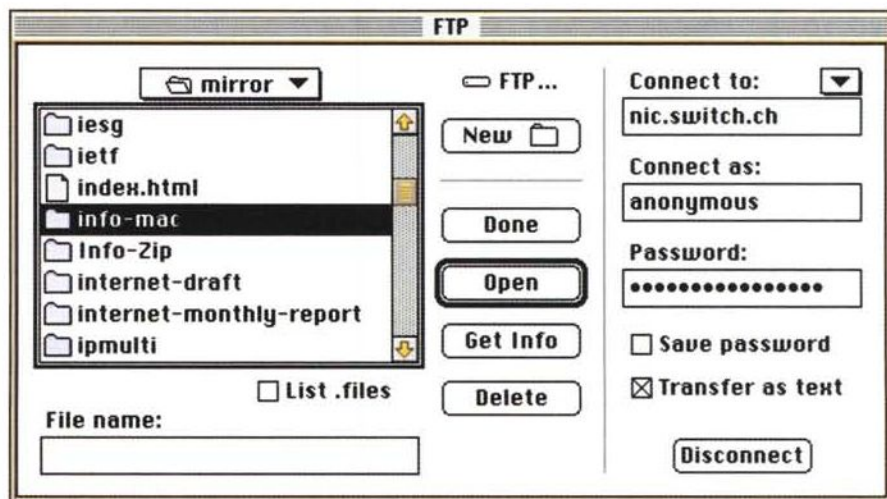 FTP
mirror
iesg
ietf
index.html
info-mac
Info-Zip
internet-draft
internet-monthly-report
ipmulti
List .files
File name:
FTP...
New
Done
Open
Get Info
Delete
Connect to:
nic.switch.ch
Connect as:
anonymous
Password:
••••••••••••••••
Save password
Transfer as text
Disconnect